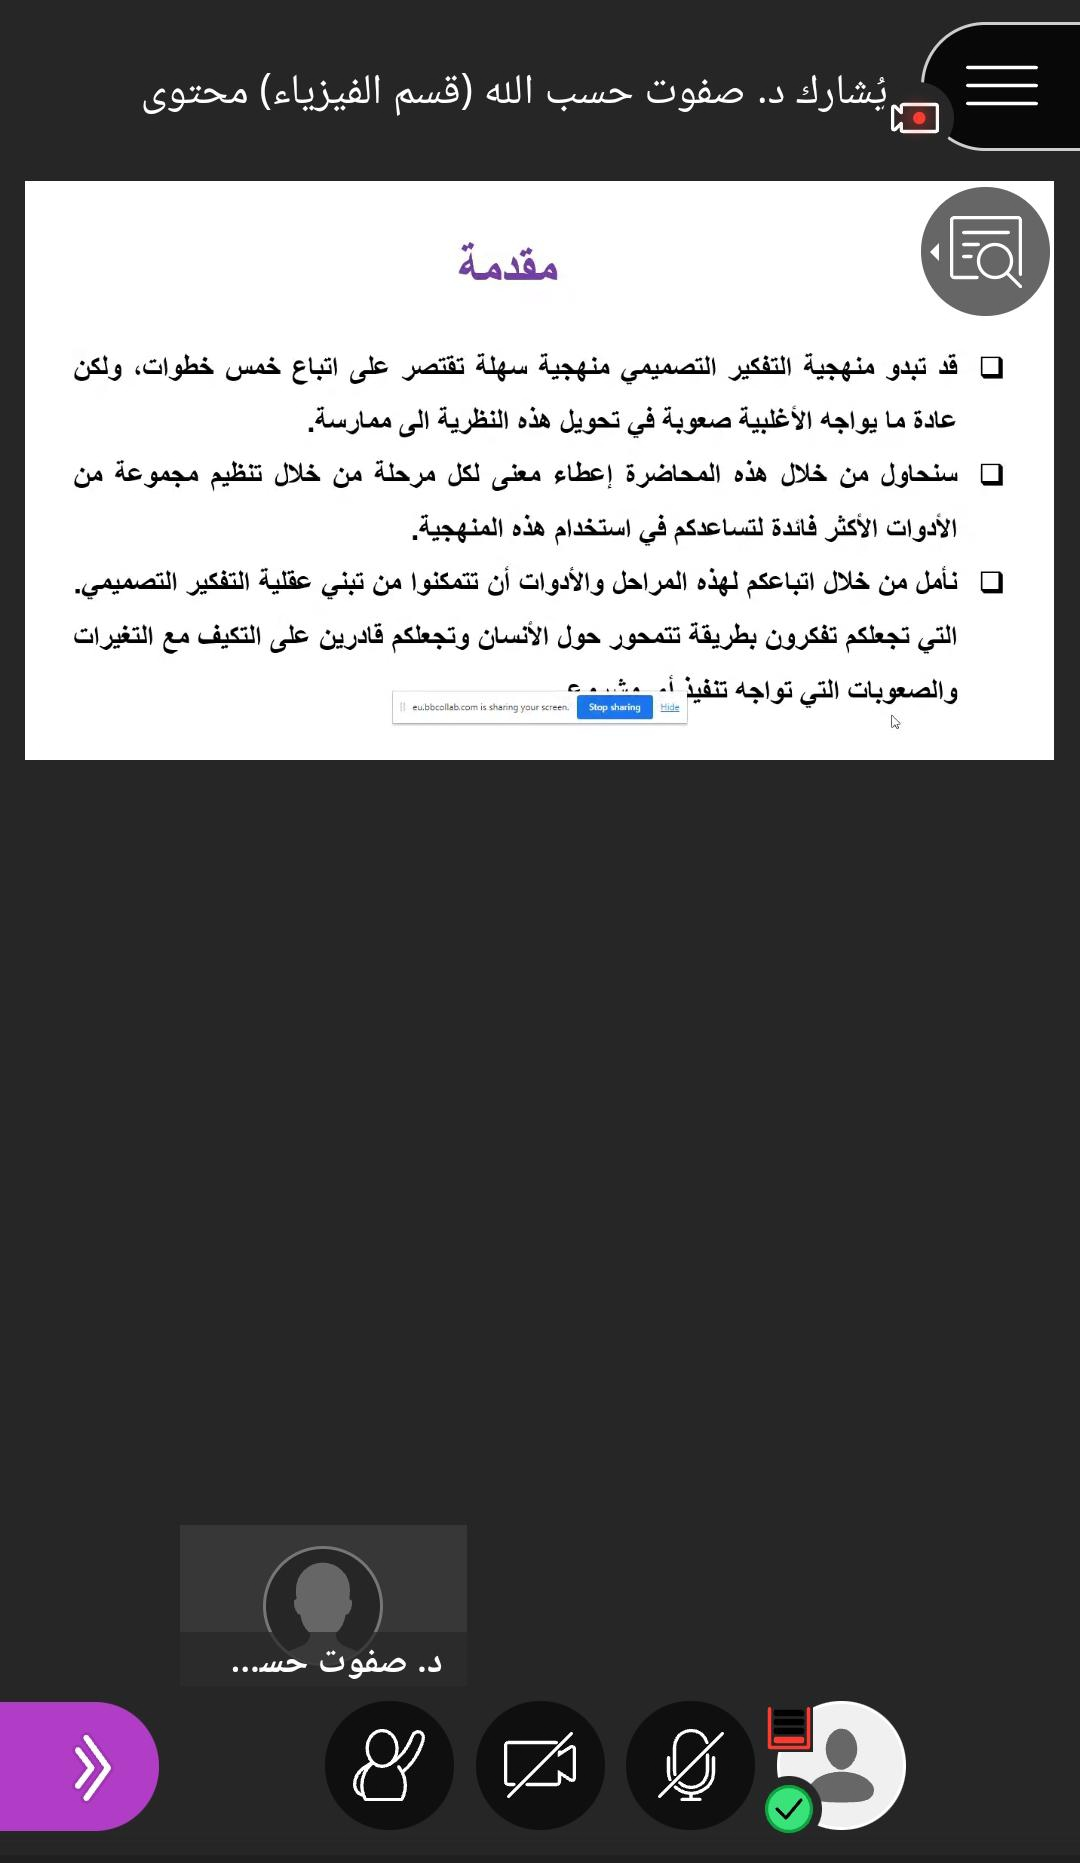 يُشارك د. صفوت حسب الله (قسم الفيزياء) محتوى
مقدمة
قد تبدو منهجية التفكير التصميمي منهجية سهلة تقتصر على اتباع خمس خطوات، ولكن
عادة ما يواجه الأغلبية صعوبة في تحويل هذه النظرية الى ممارسة.
سنحاول من خلال هذه المحاضرة إعطاء معنى لكل مرحلة من خلال تنظيم مجموعة من
الأدوات الأكثر فائدة لتساعدكم في استخدام هذه المنهجية.
نأمل من خلال اتباعكم لهذه المراحل والأدوات أن تتمكنوا من تبني عقلية التفكير التصميمي.
التي تجعلكم تفكرون بطريقة تتمحور حول الأنسان وتجعلكم قادرين على التكيف مع التغيرات
والصعوبات التي تواجه تنفيذ
eu.bbcollab.com is sharing your screen. Stop sharing Hide
د. صفوت حسـ...